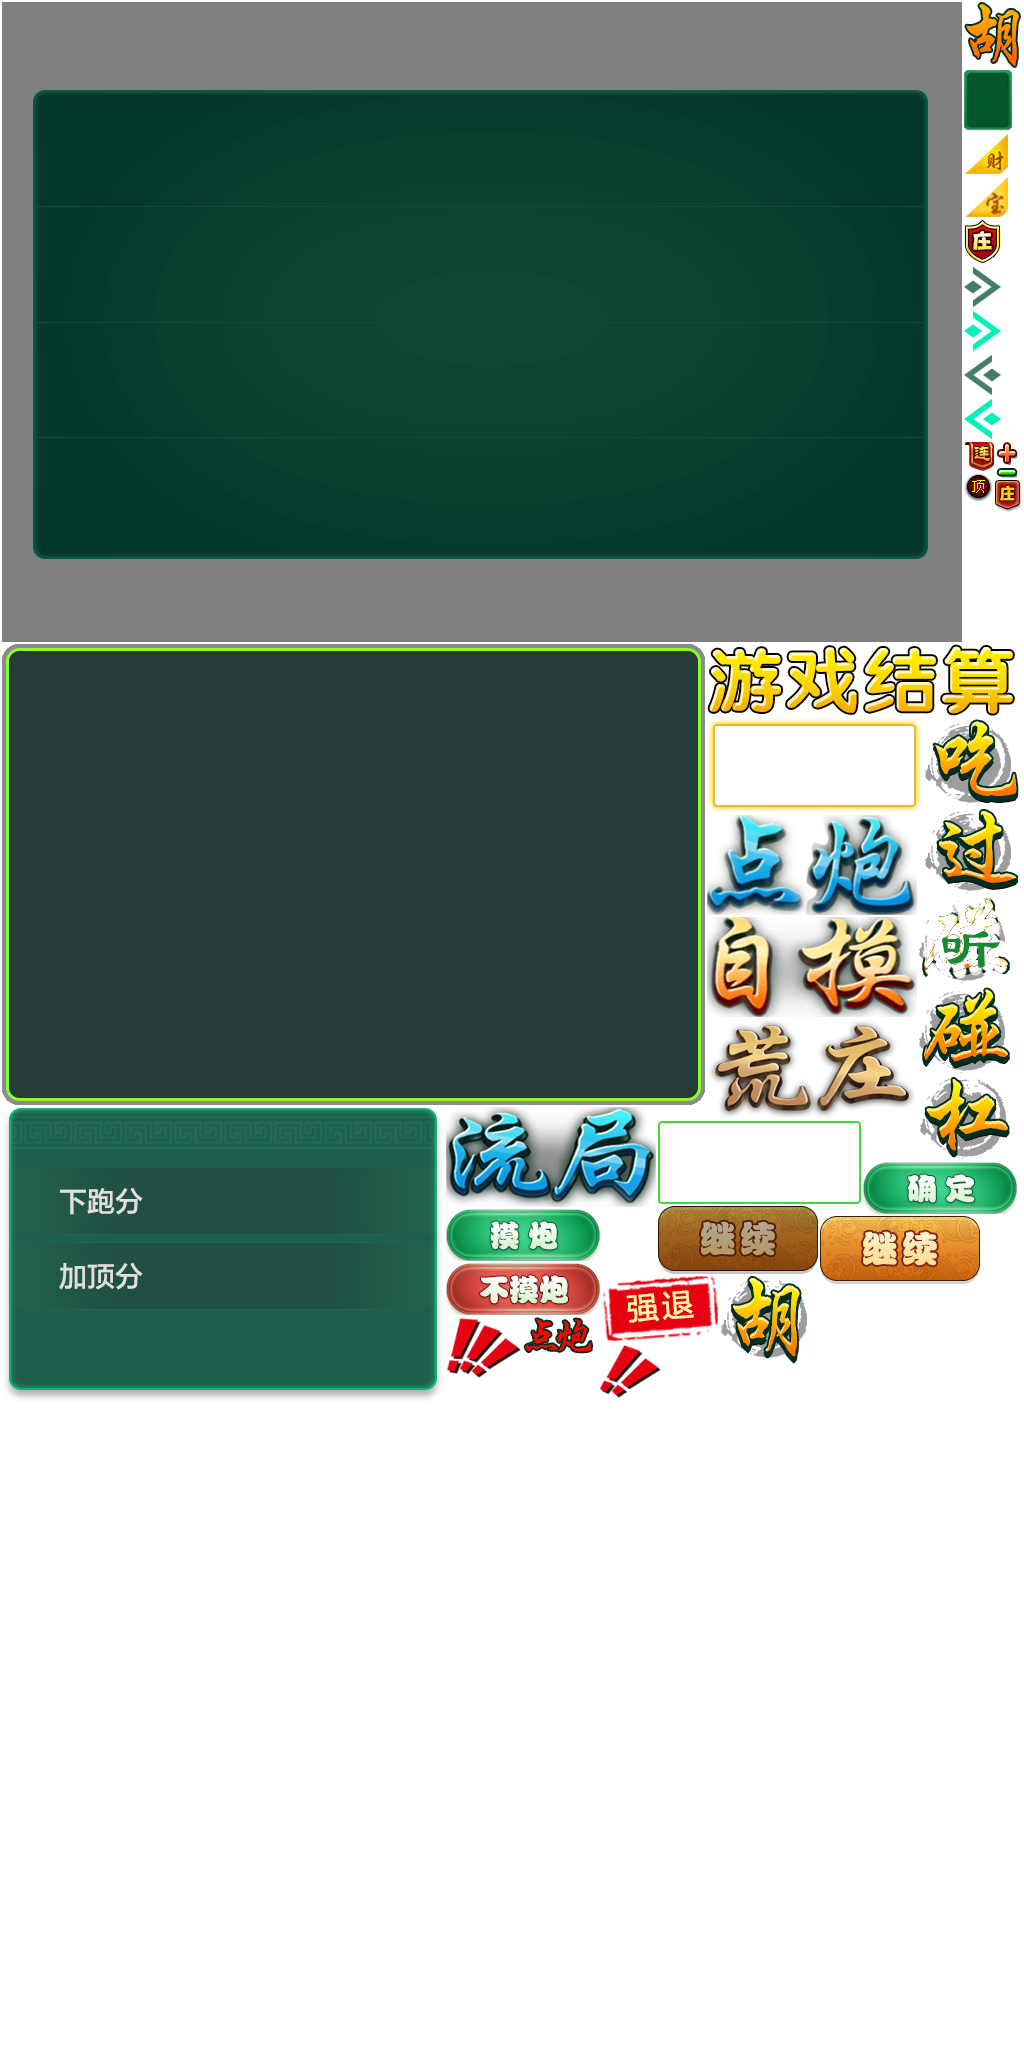 胡
财
宝
庄
连
顶
庄
游戏结算
吃
点炮
过
自摸
听
荒庄
碰
杠
下跑分
加顶分
流局
确定
摸炮
继续
继续
不摸炮
强退
胡
点炮